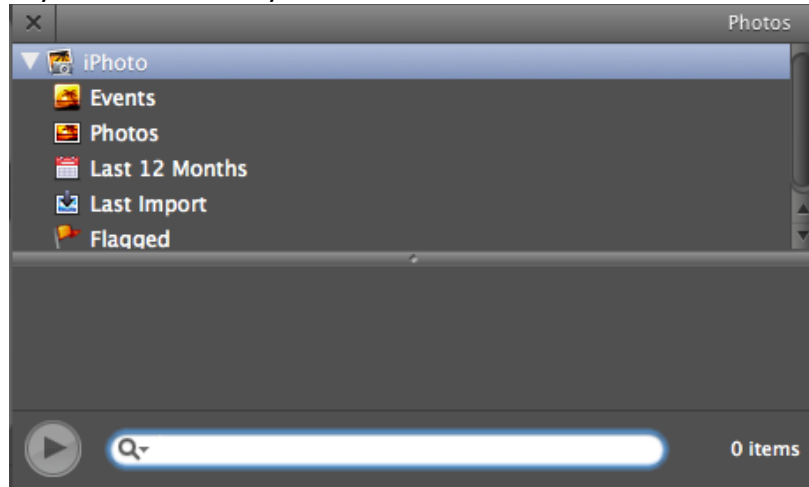 Photos
iPhoto
Events
Photos
Last 12 Months
Last Import
Flagged
0 items